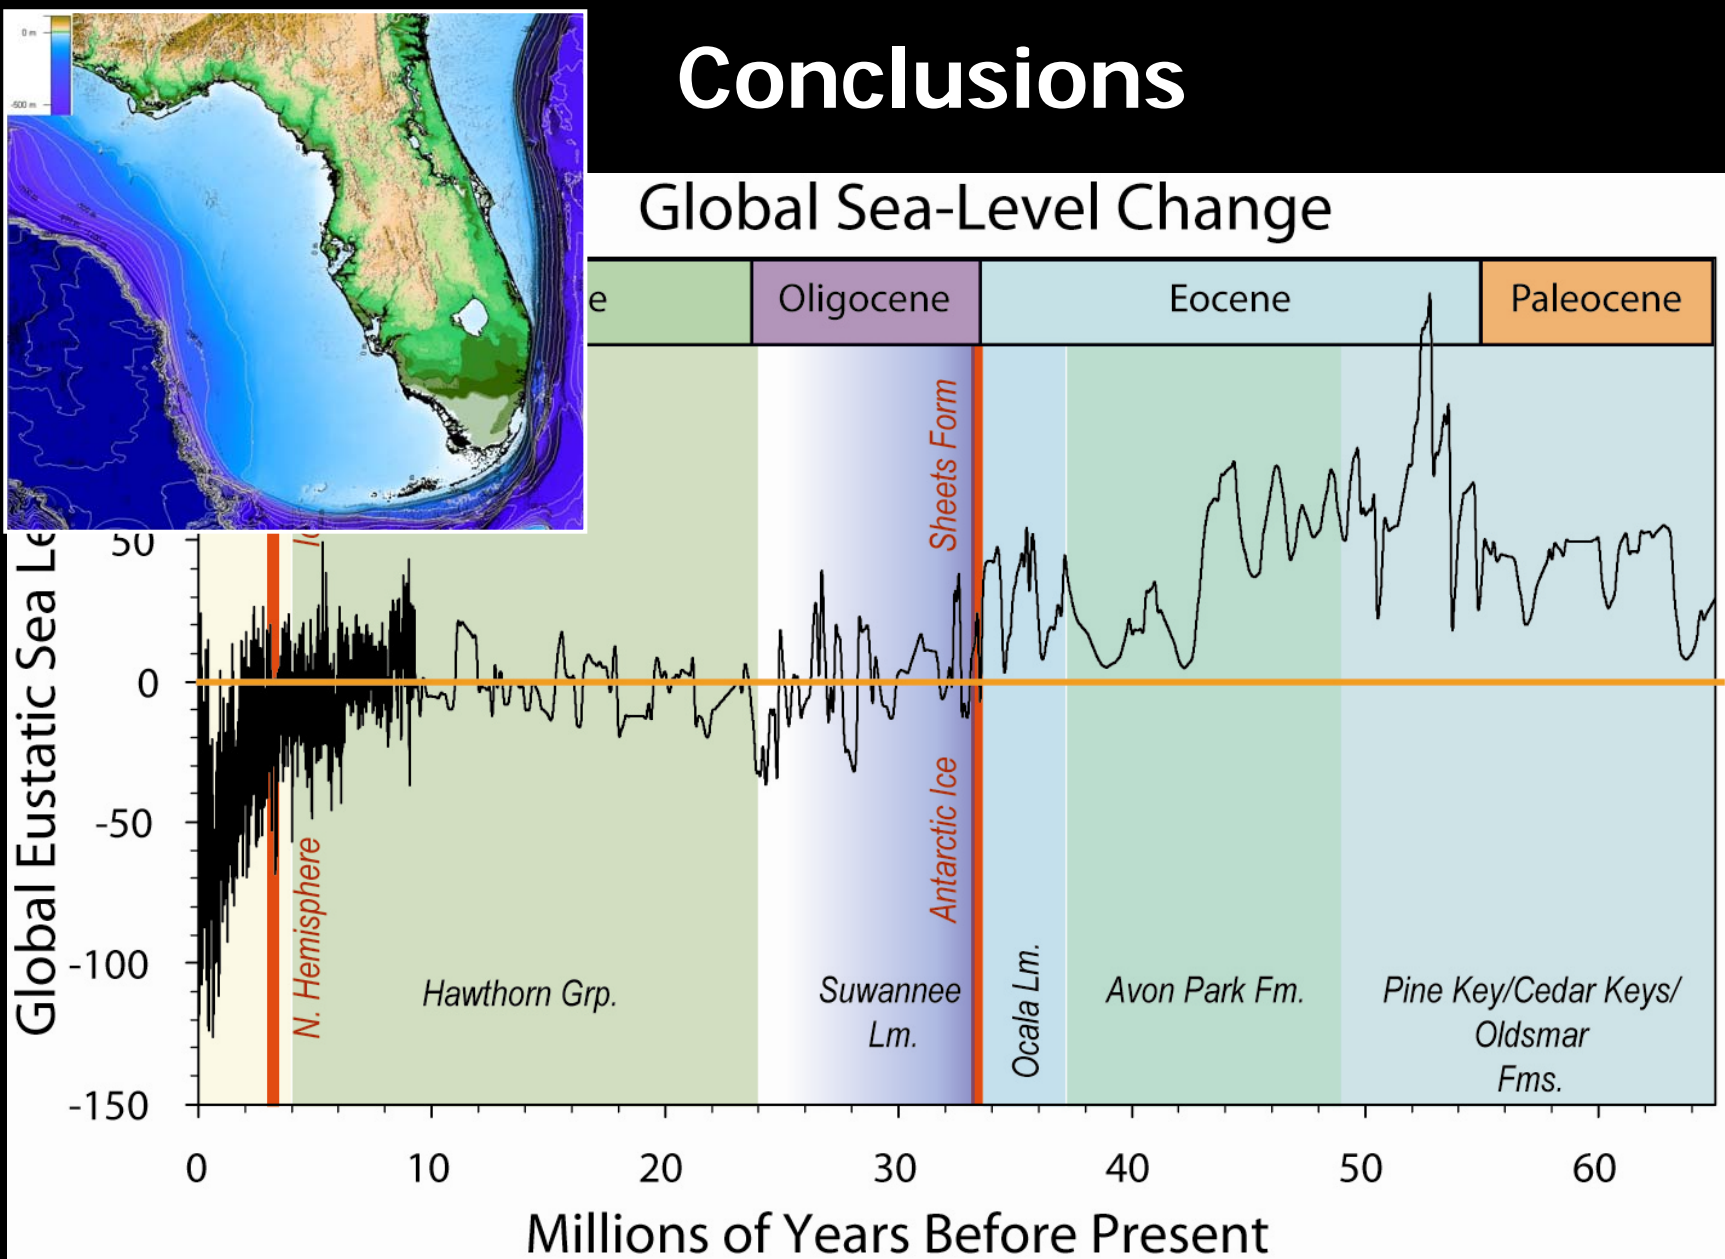 Conclusions
0 m
-500 m
Global Sea-Level Change
e Oligocene Eocene Paleocene
Global Eustatic Sea Le
50
0
-50
-100
-150
Ic
N. Hemisphere
Sheets Form
Antarctic Ice
Hawthorn Grp.
Suwannee
Lm.
Ocala Lm.
Avon Park Fm.
Pine Key/Cedar Keys/
Oldsmar
Fms.
0 10 20 30 40 50 60
Millions of Years Before Present